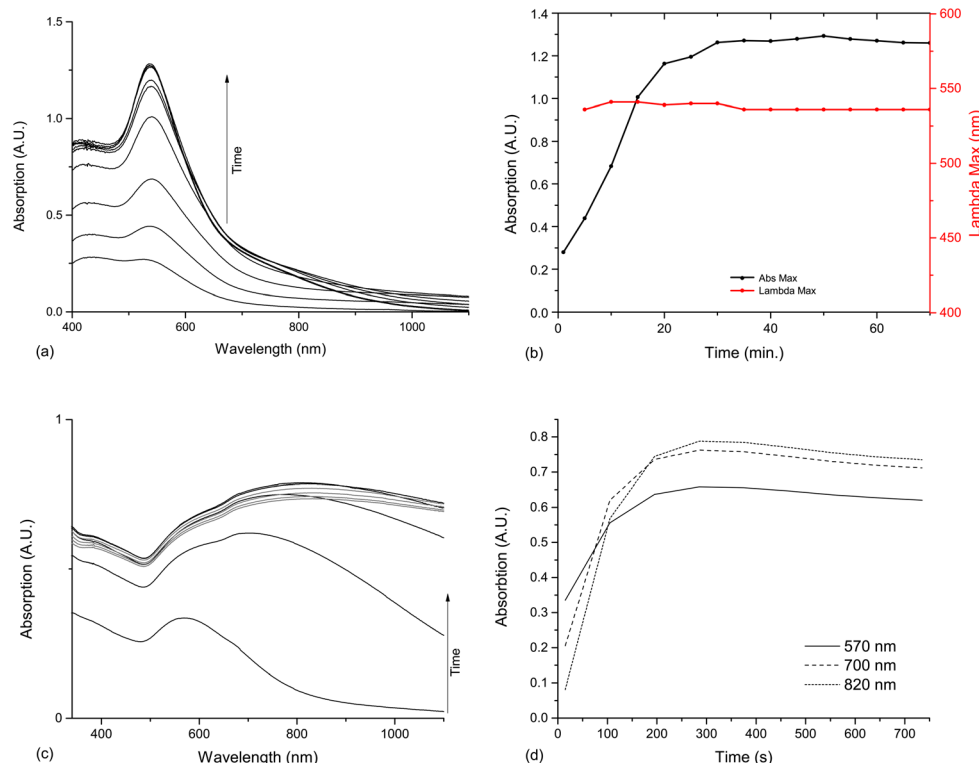 1.5
1.0
0.5
0.0
400
600
800
1000
Absorption (A.U.)
Wavelength (nm)
Time
(a)
1.4
1.2
1.0
0.8
0.6
0.4
0.2
0.0
0
20
40
60
600
550
500
450
400
Absorption (A.U.)
Lambda Max (nm)
Abs Max
Lambda Max
Time (min.)
(b)
1
0
0
400
600
800
1000
Absorption (A.U.)
Wavelength (nm)
Time
(c)
0.8
0.7
0.6
0.5
0.4
0.3
0.2
0.1
0.0
0
100
200
300
400
500
600
700
Absorbtion (A.U.)
570 nm
700 nm
820 nm
Time (s)
(d)